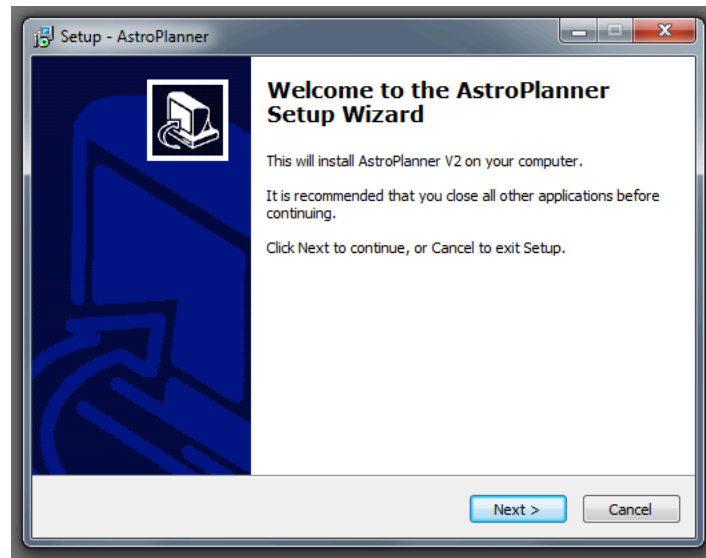 Setup - AstroPlanner
Welcome to the AstroPlanner
Setup Wizard
This will install AstroPlanner V2 on your computer.
It is recommended that you close all other applications before
continuing.
Click Next to continue, or Cancel to exit Setup.
Next >
Cancel